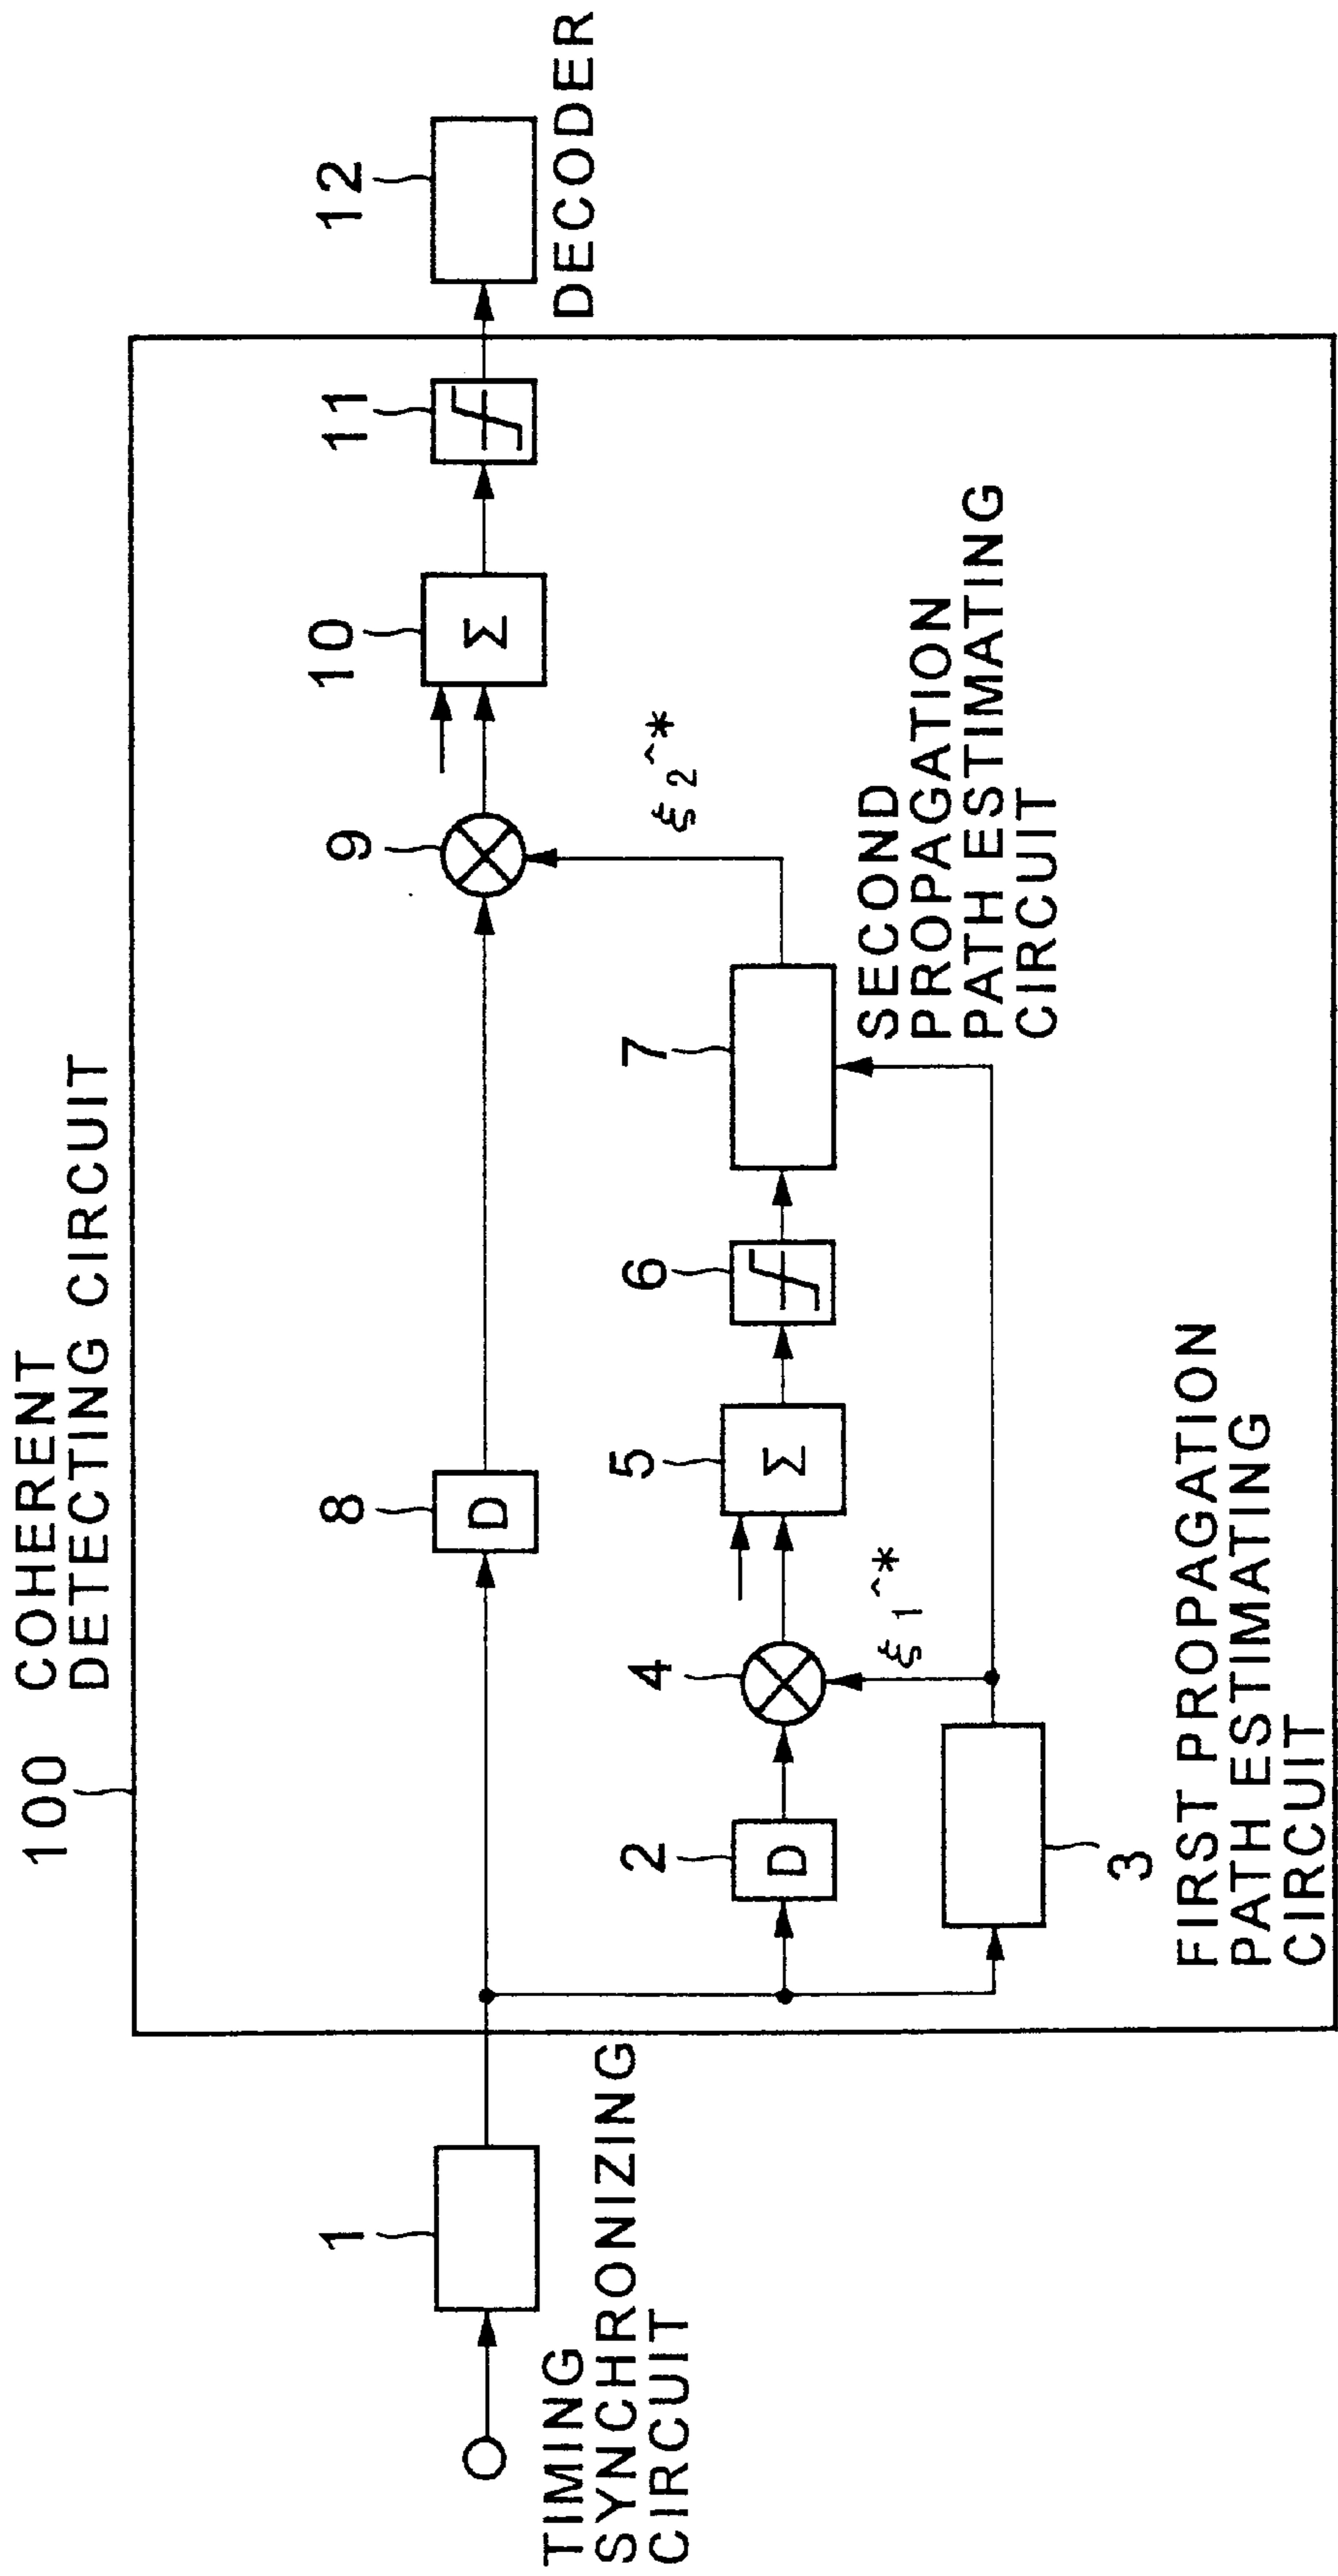 100 COHERENT
DETECTING CIRCUIT
1
TIMING
SYNCHRONIZING
CIRCUIT
8
D
9
10
Σ
11
12
DECODER
2
D
4
ξ1^*
5
Σ
6
7
ξ2^*
SECOND
PROPAGATION
PATH ESTIMATING
CIRCUIT
3
FIRST PROPAGATION
PATH ESTIMATING
CIRCUIT